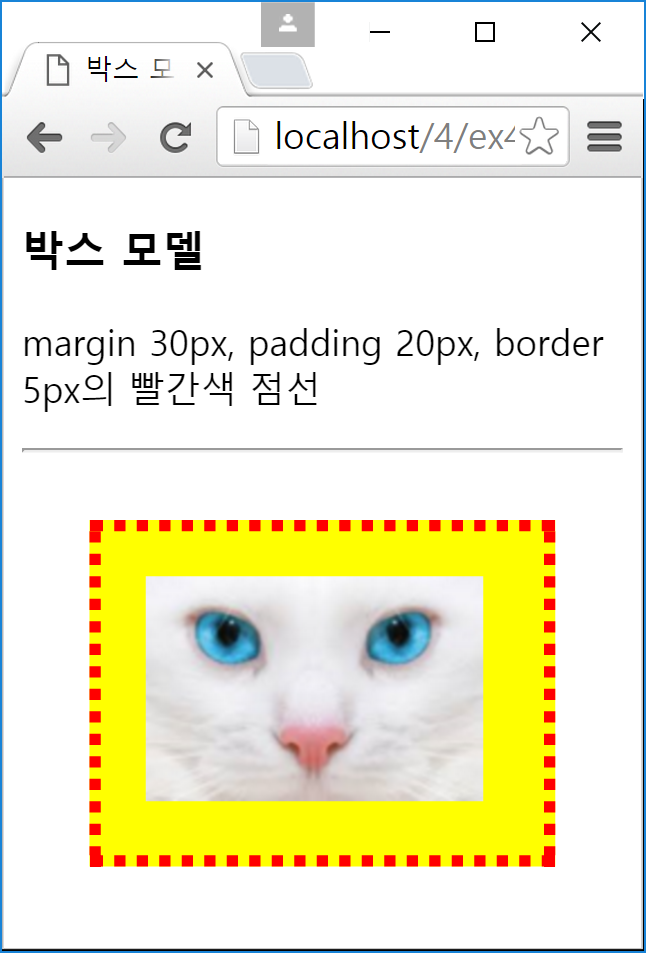 박스 모
localhost/4/ex4
박스 모델
margin 30px, padding 20px, border
5px의 빨간색 점선